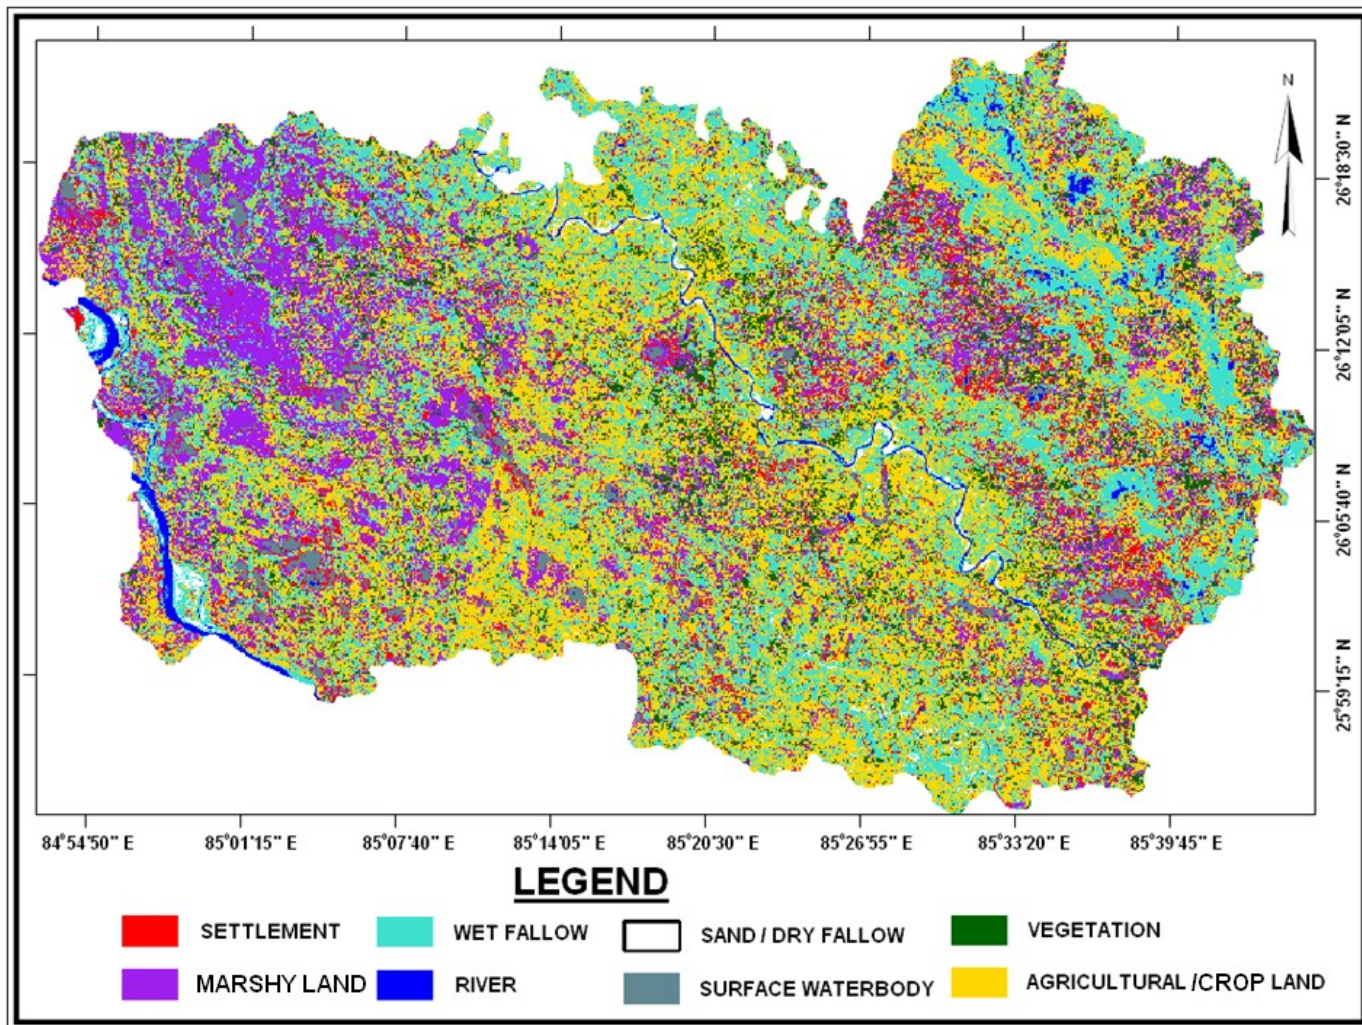 N
26°18'30" N
26°12'05" N
26°05'40" N
25°59'15" N
84°54'50" E 85°01'15" E 85°07'40" E 85°14'05" E 85°20'30" E 85°26'55" E 85°33'20" E 85°39'45" E
LEGEND
SETTLEMENT WET FALLOW SAND / DRY FALLOW VEGETATION
MARSHY LAND RIVER SURFACE WATERBODY AGRICULTURAL /CROP LAND